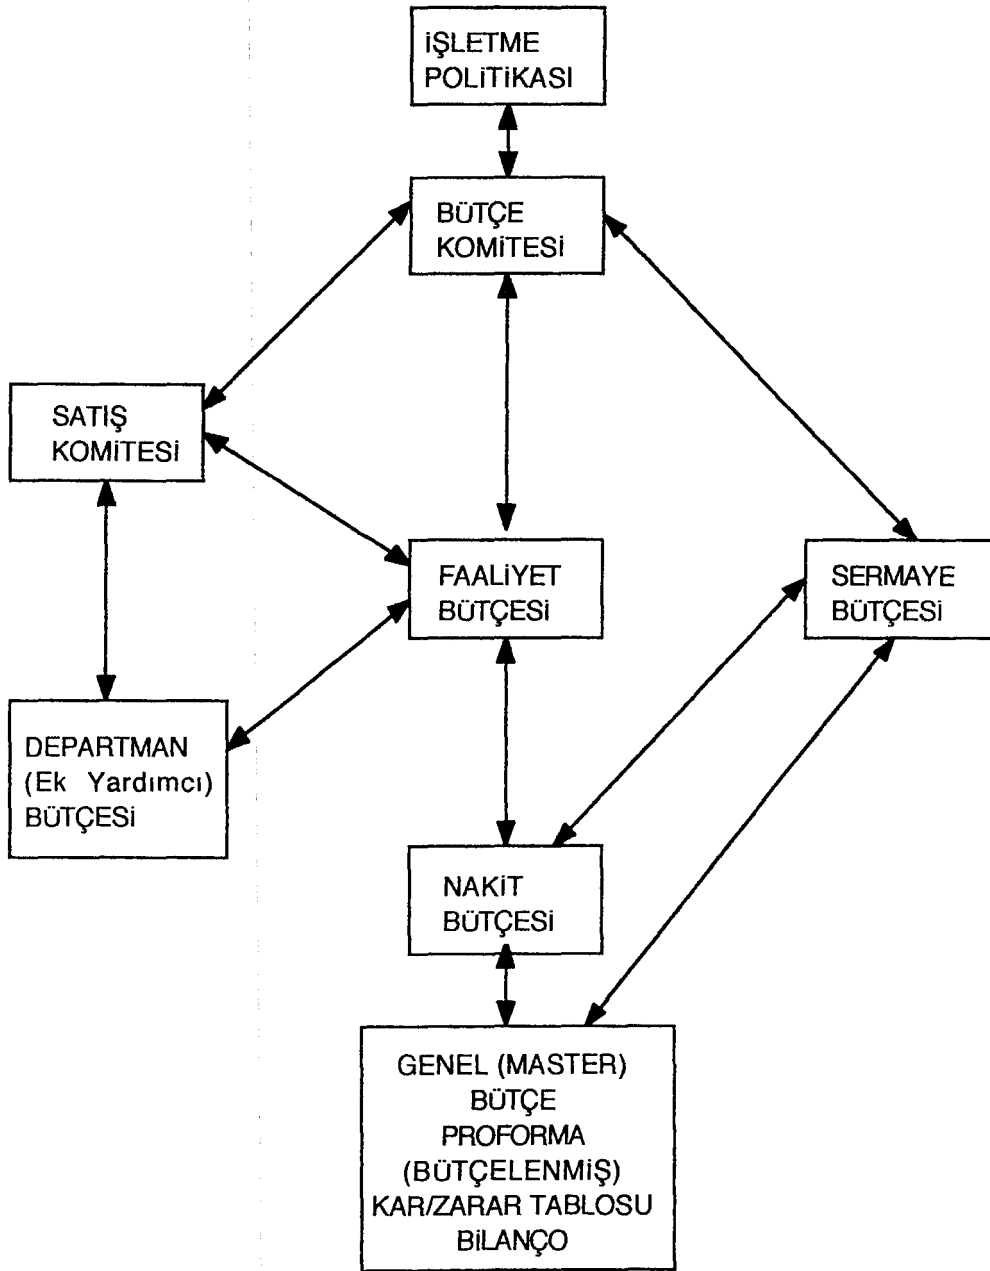 İŞLETME
POLİTİKASI
BÜTÇE
KOMİTESİ
SATIŞ
KOMİTESİ
FAALİYET
BÜTÇESİ
SERMAYE
BÜTÇESİ
DEPARTMAN
(Ek Yardımcı)
BÜTÇESİ
NAKİT
BÜTÇESİ
GENEL (MASTER)
BÜTÇE
PROFORMA
(BÜTÇELENMİŞ)
KAR/ZARAR TABLOSU
BİLANÇO